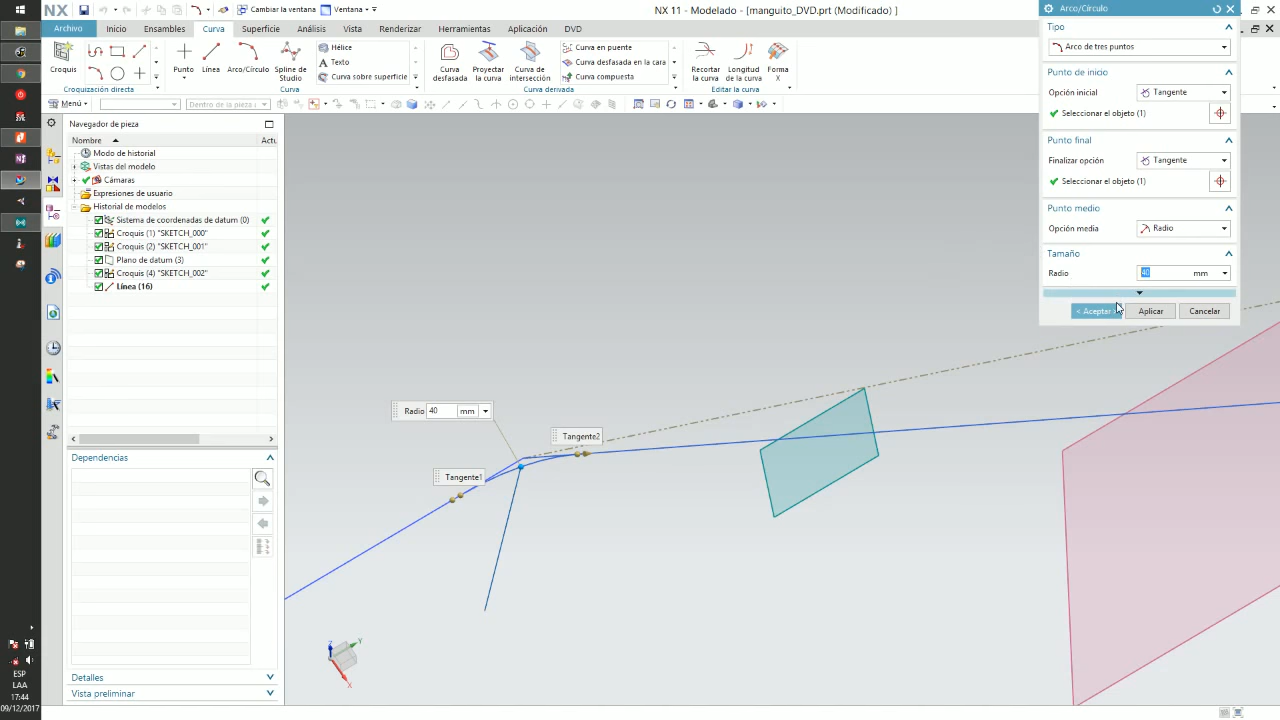 NX
Cambiar la ventana
Ventana
NX 11 - Modelado - [manguito_DVD.prt (Modificado) ]
Archivo
Inicio
Ensambles
Curva
Superficie
Análisis
Vista
Renderizar
Herramientas
Aplicación
DVD
Croquis
Croquización directa
Punto
Línea
Arco/Círculo
Spline de Studio
Hélice
Texto
Curva sobre superficie
Curva
Curva desfasada
Proyectar la curva
Curva de intersección
Curva en puente
Curva desfasada en la cara
Curva compuesta
Curva derivada
Recortar la curva
Longitud de la curva
Forma X
Editar la curva
Menú
Dentro de la pieza
Navegador de pieza
Nombre
Actu
Modo de historial
Vistas del modelo
Cámaras
Expresiones de usuario
Historial de modelos
Sistema de coordenadas de datum (0)
Croquis (1) "SKETCH_000"
Croquis (2) "SKETCH_001"
Plano de datum (3)
Croquis (4) "SKETCH_002"
Línea (16)
Dependencias
Detalles
Vista preliminar
Radio 40 mm
Tangente2
Tangente1
Z
Y
X
Arco/Círculo
Tipo
Arco de tres puntos
Punto de inicio
Opción inicial
Tangente
Seleccionar el objeto (1)
Punto final
Finalizar opción
Tangente
Seleccionar el objeto (1)
Punto medio
Opción media
Radio
Tamaño
Radio
40 mm
< Aceptar
Aplicar
Cancelar
ESP
LAA
17:44
09/12/2017